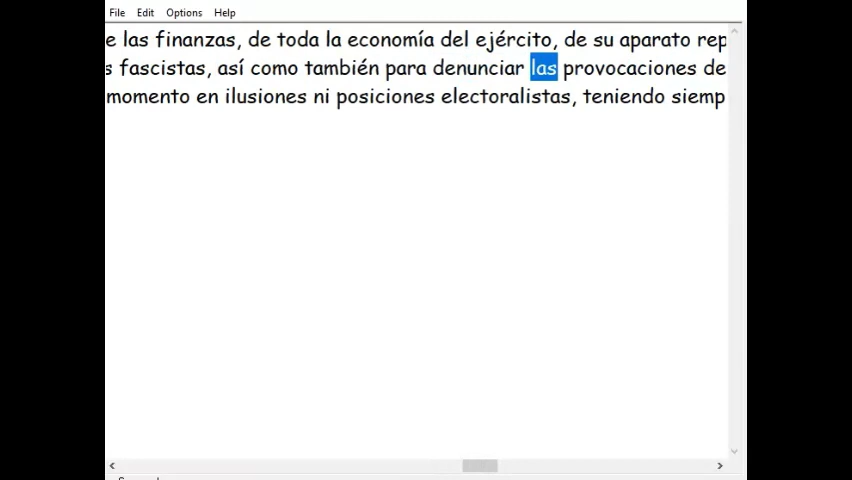 File Edit Options Help
e las finanzas, de toda la economía del ejército, de su aparato rep
s fascistas, así como también para denunciar las provocaciones de
momento en ilusiones ni posiciones electoralistas, teniendo siemp